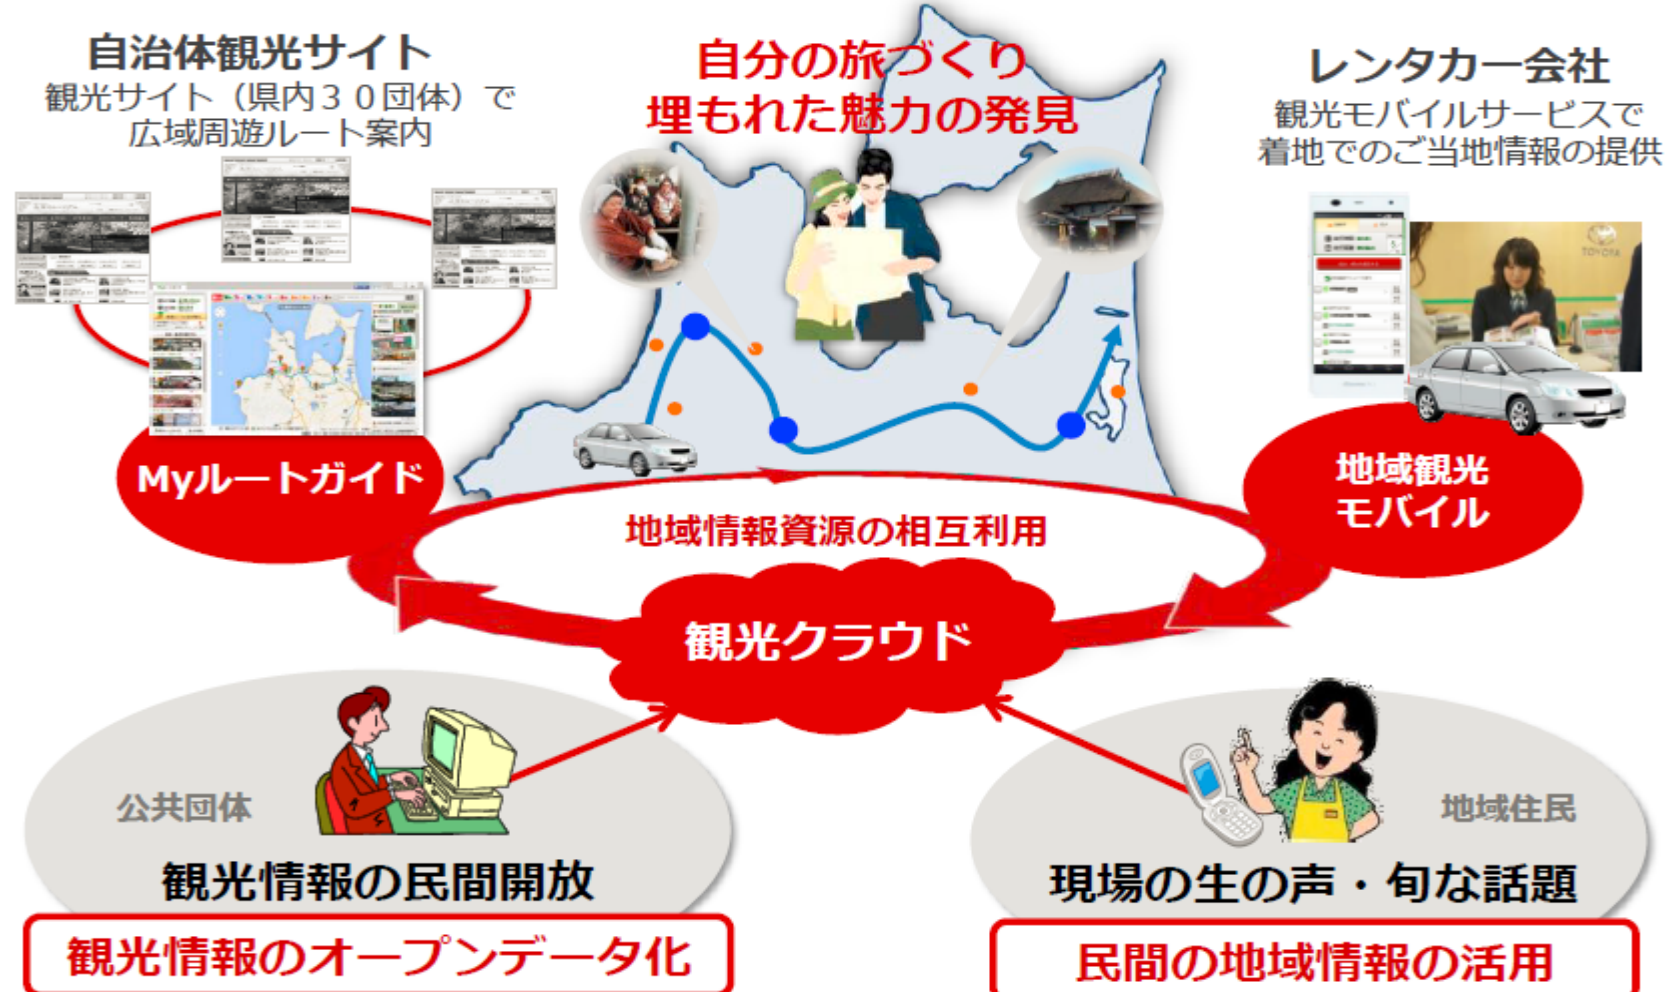 自治体観光サイト
観光サイト（県内３０団体）で
広域周遊ルート案内
自分の旅づくり
埋もれた魅力の発見
レンタカー会社
観光モバイルサービスで
着地でのご当地情報の提供
TOYOTA
Myルートガイド
地域観光
モバイル
地域情報資源の相互利用
観光クラウド
公共団体
観光情報の民間開放
観光情報のオープンデータ化
地域住民
現場の生の声・旬な話題
民間の地域情報の活用